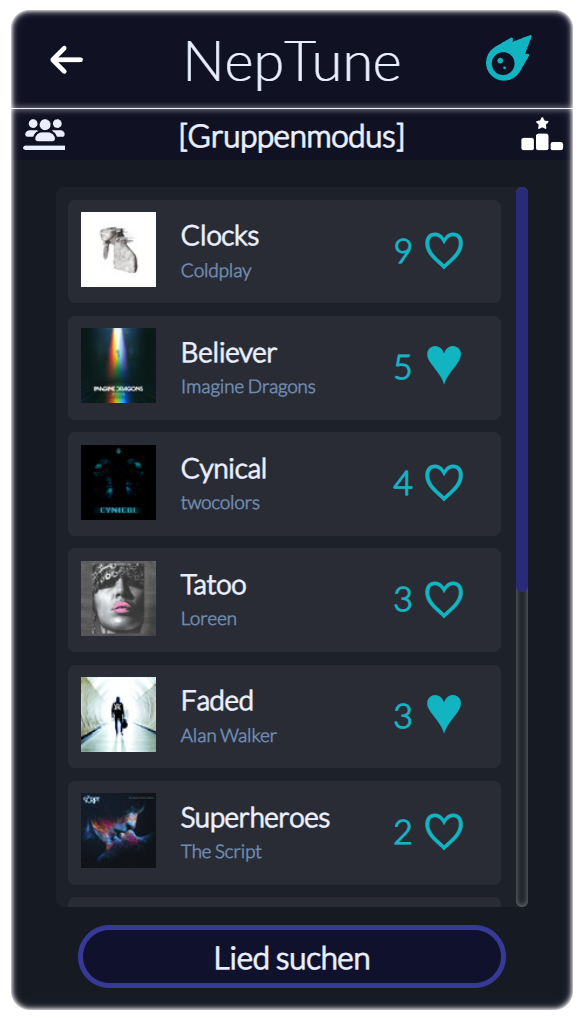 NepTune
[Gruppenmodus]
Clocks
9
Coldplay
Believer
5
IMAGINE DRAGONS
Imagine Dragons
Cynical
4
CYNICAL
twocolors
Tatoo
3
Loreen
Faded
3
Alan Walker
SCRIPT
Superheroes
2
The Script
Lied suchen